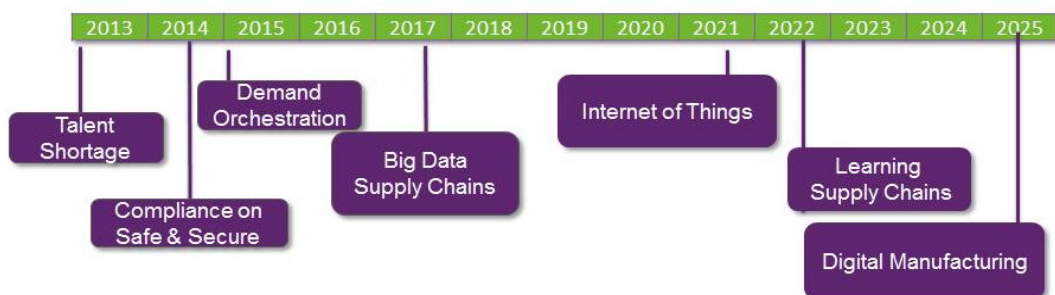 2013 2014 2015 2016 2017 2018 2019 2020 2021 2022 2023 2024 2025
Talent
Shortage
Compliance on
Safe & Secure
Demand
Orchestration
Big Data
Supply Chains
Internet of Things
Learning
Supply Chains
Digital Manufacturing